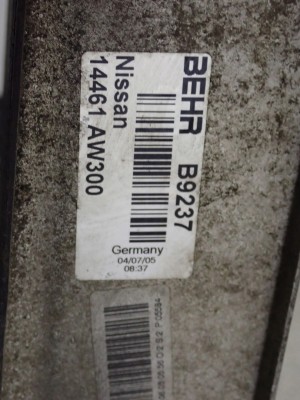 BEHR B9237
Nissan
14461 AW300
Germany
04/07/05
08:37